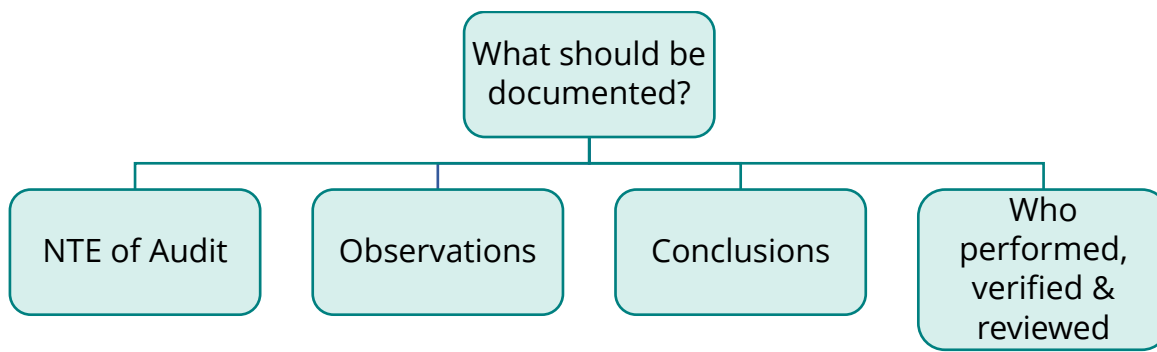 What should be
documented?
NTE of Audit
Observations
Conclusions
Who
performed,
verified &
reviewed